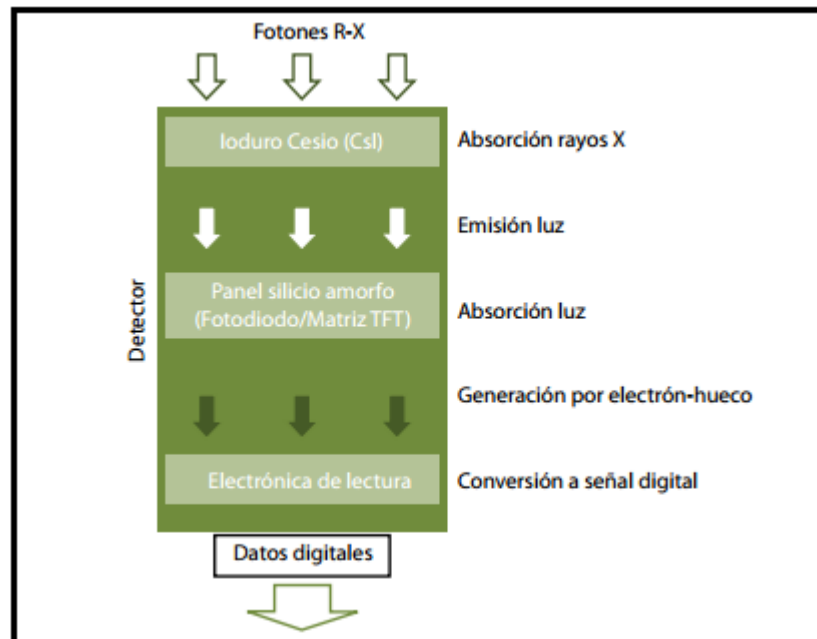 Fotones R-X
Ioduro Cesio (CsI)
Absorción rayos X
Emisión luz
Detector
Panel silicio amorfo
(Fotodiodo/Matriz TFT)
Absorción luz
Generación por electrón-hueco
Electrónica de lectura
Conversión a señal digital
Datos digitales